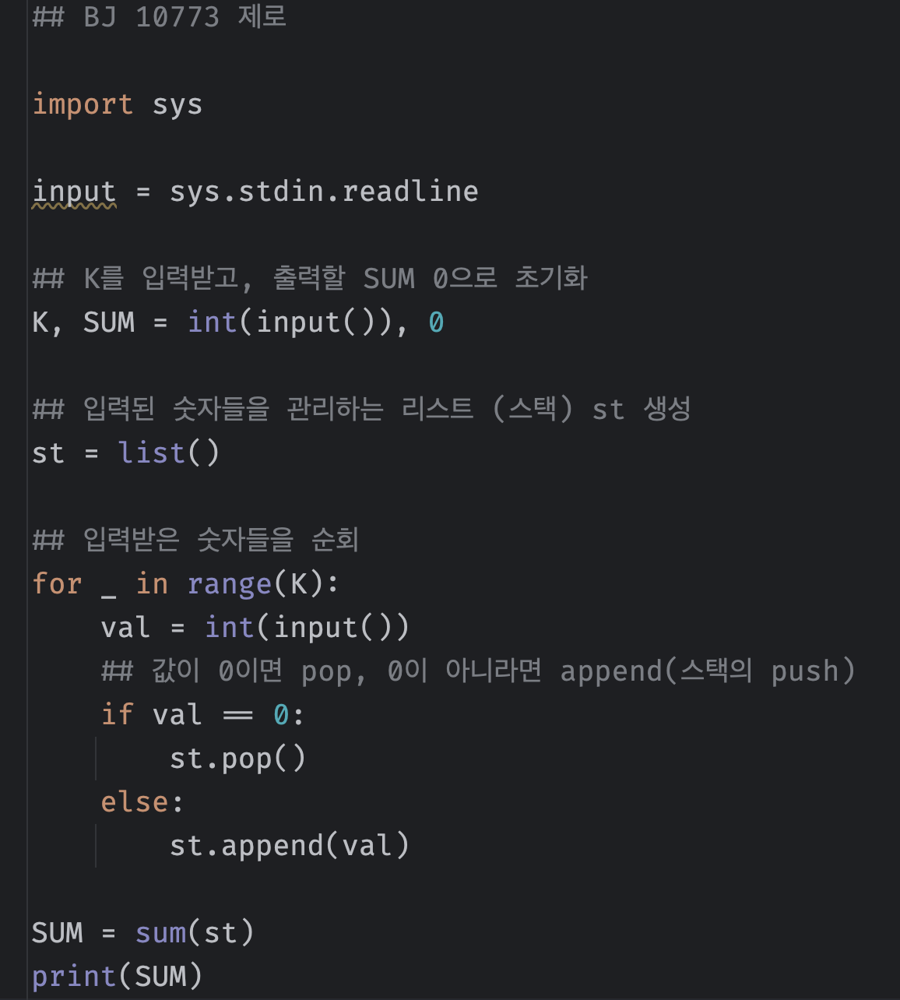 ## BJ 10773 제로
import sys
input = sys.stdin.readline
## K를 입력받고, 출력할 SUM 0으로 초기화
K, SUM = int(input()), 0
## 입력된 숫자들을 관리하는 리스트 (스택) st 생성
st = list()
## 입력받은 숫자들을 순회
for _ in range(K):
    val = int(input())
    ## 값이 0이면 pop, 0이 아니라면 append(스택의 push)
    if val == 0:
        st.pop()
    else:
        st.append(val)
SUM = sum(st)
print(SUM)